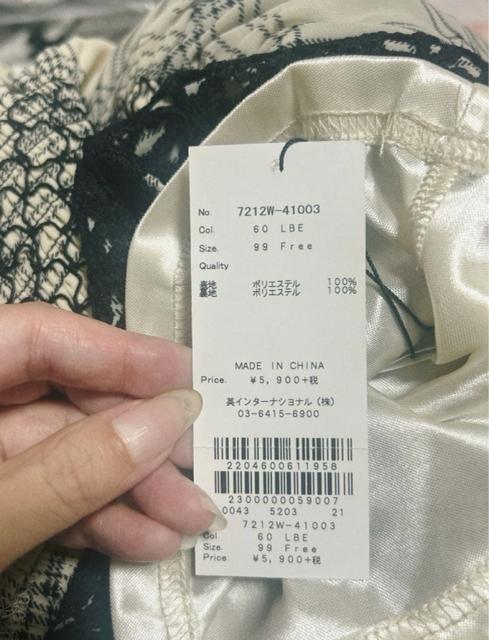 No. 7212W-41003
Col. 60 LBE
Size. 99 Free
Quality
表地 ポリエステル 100%
裏地 ポリエステル 100%
MADE IN CHINA
Price. ¥5,900+税
英インターナショナル(株)
03-6415-6900
2204600611958
2300000059007
0043 5203 21
7212W-41003
Col. 60 LBE
Size. 99 Free
Price. ¥5,900+税